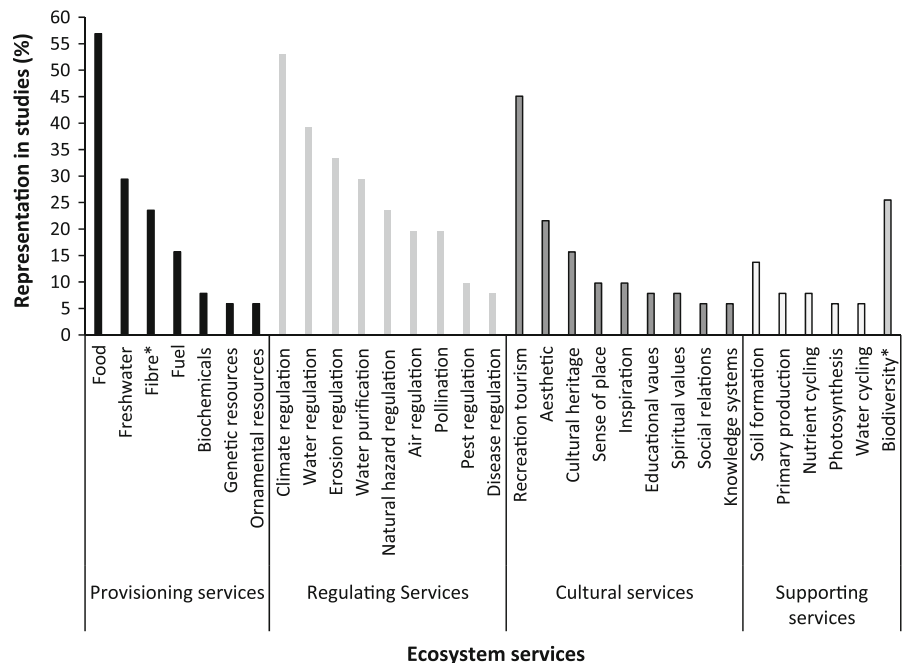 Representation in studies (%)
60
55
50
45
40
35
30
25
20
15
10
5
0
Food
Freshwater
Fibre*
Fuel
Biochemicals
Genetic resources
Ornamental resources
Climate regulation
Water regulation
Erosion regulation
Water purification
Natural hazard regulation
Air regulation
Pollination
Pest regulation
Disease regulation
Recreation tourism
Aesthetic
Cultural heritage
Sense of place
Inspiration
Educational vaues
Spiritual values
Social relations
Knowledge systems
Soil formation
Primary production
Nutrient cycling
Photosynthesis
Water cycling
Biodiversity*
Provisioning services
Regulating Services
Cultural services
Supporting
services
Ecosystem services